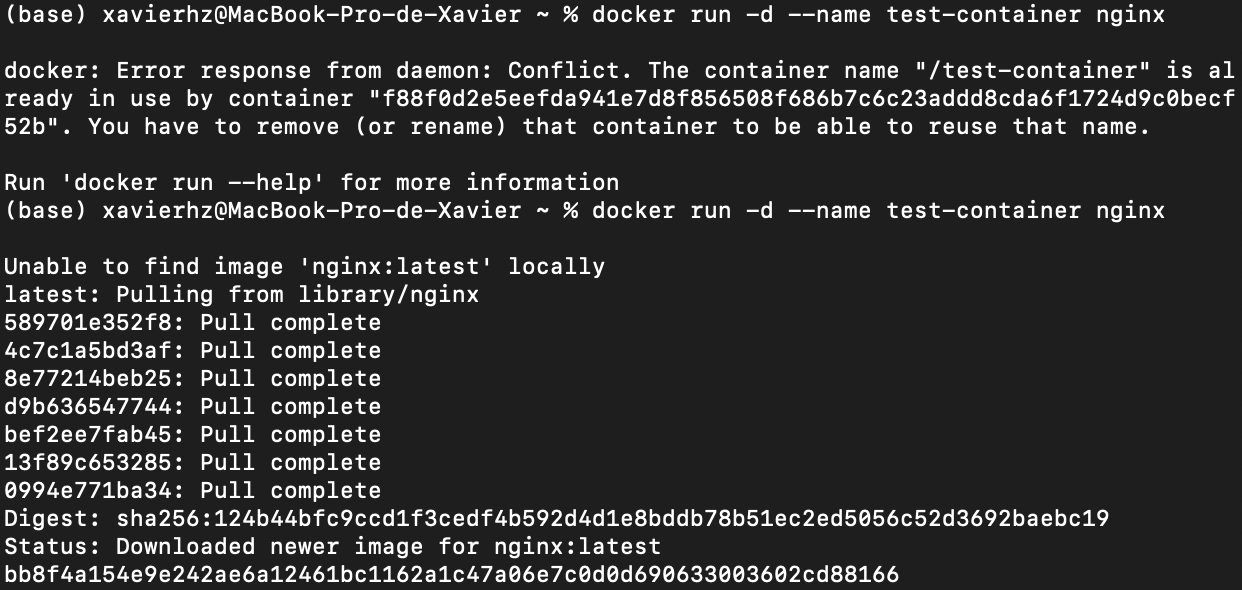 (base) xavierhz@MacBook-Pro-de-Xavier ~ % docker run -d --name test-container nginx
docker: Error response from daemon: Conflict. The container name "/test-container" is al
ready in use by container "f88f0d2e5eefda941e7d8f856508f686b7c6c23addd8cda6f1724d9c0becf
52b". You have to remove (or rename) that container to be able to reuse that name.
Run 'docker run --help' for more information
(base) xavierhz@MacBook-Pro-de-Xavier ~ % docker run -d --name test-container nginx
Unable to find image 'nginx:latest' locally
latest: Pulling from library/nginx
589701e352f8: Pull complete
4c7c1a5bd3af: Pull complete
8e77214beb25: Pull complete
d9b636547744: Pull complete
bef2ee7fab45: Pull complete
13f89c653285: Pull complete
0994e771ba34: Pull complete
Digest: sha256:124b44bfc9ccd1f3cedf4b592d4d1e8bddb78b51ec2ed5056c52d3692baebc19
Status: Downloaded newer image for nginx:latest
bb8f4a154e9e242ae6a12461bc1162a1c47a06e7c0d0d690633003602cd88166